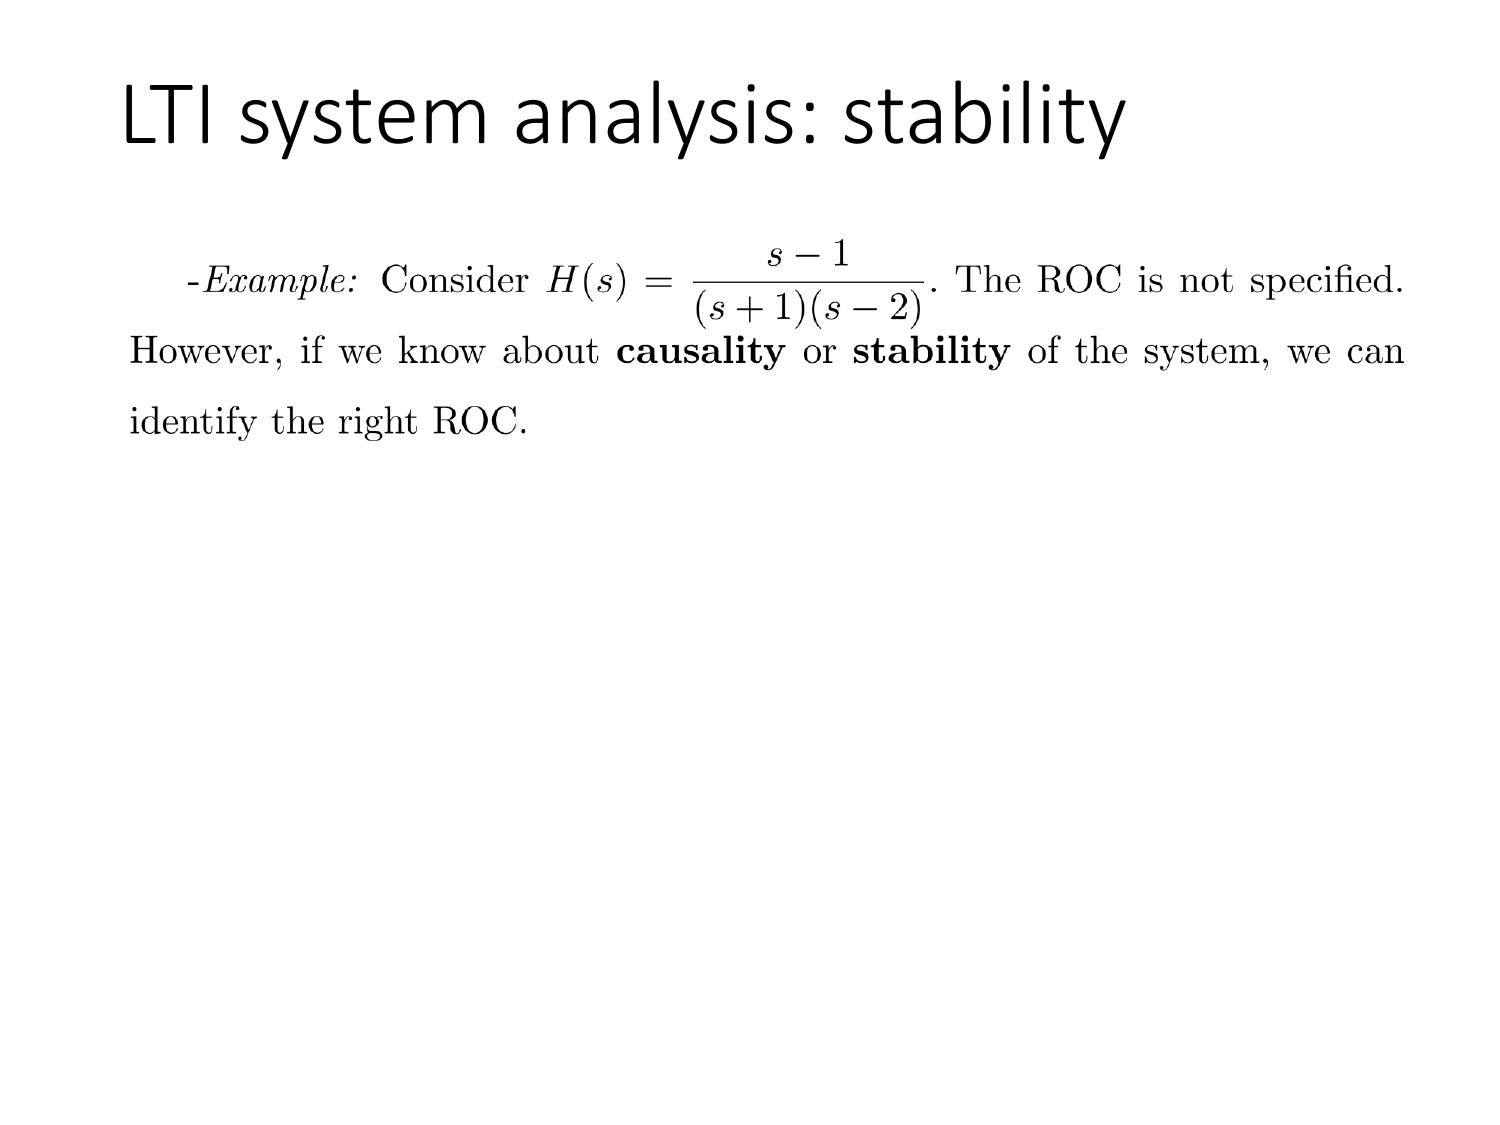 LTI system analysis: stability
-Example: Consider H(s) = \frac{s − 1}{(s + 1)(s − 2)}. The ROC is not specified.
However, if we know about causality or stability of the system, we can
identify the right ROC.